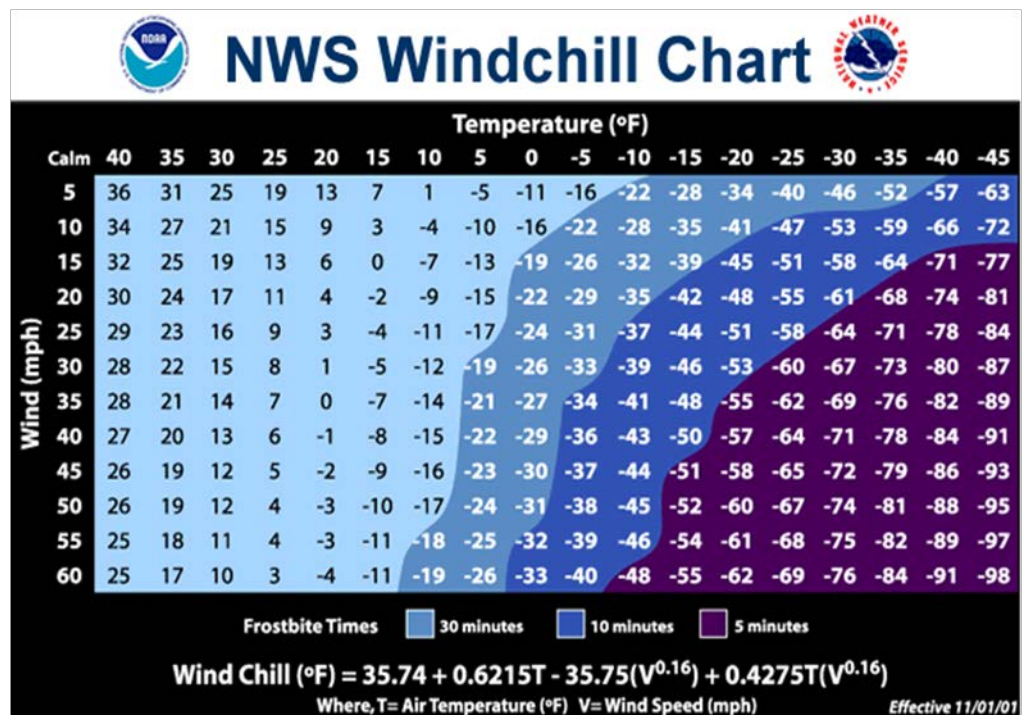 NOAA
NWS Windchill Chart
NATIONAL WEATHER SERVICE
Temperature (ºF)
Calm 40 35 30 25 20 15 10 5 0 -5 -10 -15 -20 -25 -30 -35 -40 -45
Wind (mph)
5 36 31 25 19 13 7 1 -5 -11 -16 -22 -28 -34 -40 -46 -52 -57 -63
10 34 27 21 15 9 3 -4 -10 -16 -22 -28 -35 -41 -47 -53 -59 -66 -72
15 32 25 19 13 6 0 -7 -13 -19 -26 -32 -39 -45 -51 -58 -64 -71 -77
20 30 24 17 11 4 -2 -9 -15 -22 -29 -35 -42 -48 -55 -61 -68 -74 -81
25 29 23 16 9 3 -4 -11 -17 -24 -31 -37 -44 -51 -58 -64 -71 -78 -84
30 28 22 15 8 1 -5 -12 -19 -26 -33 -39 -46 -53 -60 -67 -73 -80 -87
35 28 21 14 7 0 -7 -14 -21 -27 -34 -41 -48 -55 -62 -69 -76 -82 -89
40 27 20 13 6 -1 -8 -15 -22 -29 -36 -43 -50 -57 -64 -71 -78 -84 -91
45 26 19 12 5 -2 -9 -16 -23 -30 -37 -44 -51 -58 -65 -72 -79 -86 -93
50 26 19 12 4 -3 -10 -17 -24 -31 -38 -45 -52 -60 -67 -74 -81 -88 -95
55 25 18 11 4 -3 -11 -18 -25 -32 -39 -46 -54 -61 -68 -75 -82 -89 -97
60 25 17 10 3 -4 -11 -19 -26 -33 -40 -48 -55 -62 -69 -76 -84 -91 -98
Frostbite Times 30 minutes 10 minutes 5 minutes
Wind Chill (ºF) = 35.74 + 0.6215T - 35.75(V^0.16) + 0.4275T(V^0.16)
Where, T= Air Temperature (ºF) V= Wind Speed (mph)
Effective 11/01/01